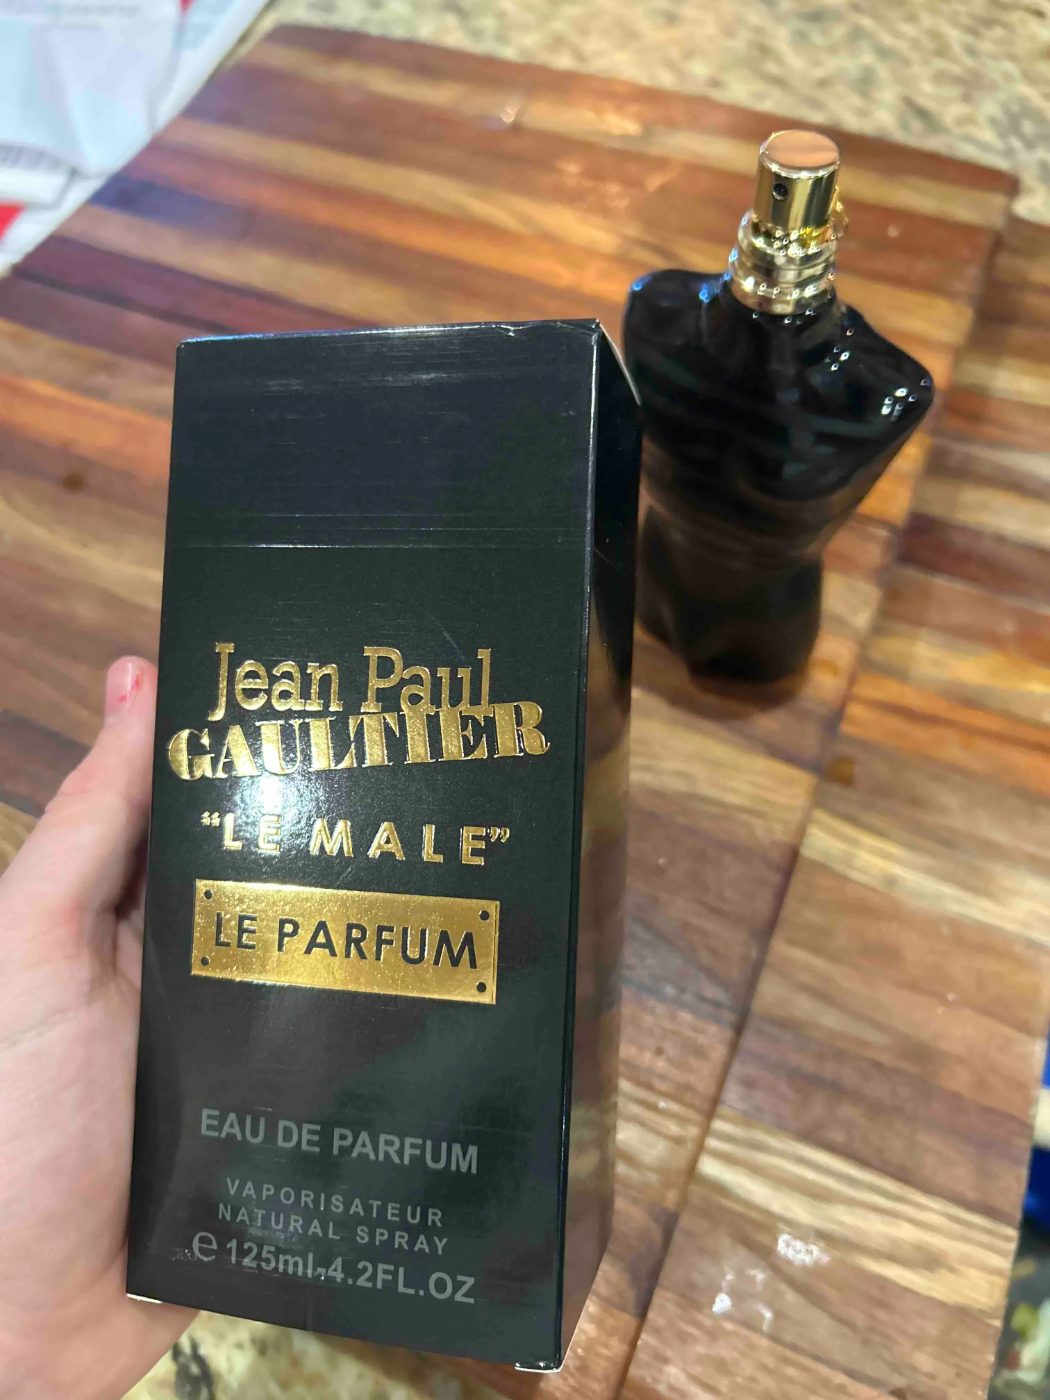 Jean Paul
GAULTIER
“LE MALE”
LE PARFUM
EAU DE PARFUM
VAPORISATEUR
NATURAL SPRAY
℮ 125ml-4.2FL.OZ